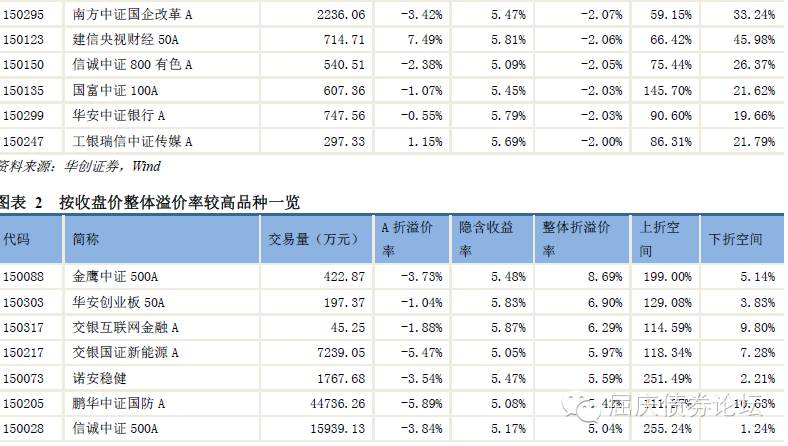 150295 南方中证国企改革 A 2236.06 -3.42% 5.47% -2.07% 59.15% 33.24%
150123 建信央视财经 50A 714.71 7.49% 5.81% -2.06% 66.42% 45.98%
150150 信诚中证 800 有色 A 540.51 -2.38% 5.09% -2.05% 75.44% 26.37%
150135 国富中证 100A 607.36 -1.07% 5.45% -2.03% 145.70% 21.62%
150299 华安中证银行 A 747.56 -0.55% 5.79% -2.03% 90.60% 19.66%
150247 工银瑞信中证传媒 A 297.33 1.15% 5.69% -2.00% 86.31% 21.79%
资料来源：华创证券，Wind
图表 2 按收盘价整体溢价率较高品种一览
代码 简称 交易量（万元） A 折溢价率 隐含收益率 整体折溢价率 上折空间 下折空间
150088 金鹰中证 500A 422.87 -3.73% 5.48% 8.69% 199.00% 5.14%
150303 华安创业板 50A 197.37 -1.04% 5.83% 6.90% 129.08% 3.83%
150317 交银互联网金融 A 45.25 -1.88% 5.87% 6.29% 114.59% 9.80%
150217 交银国证新能源 A 7239.05 -5.47% 5.05% 5.97% 118.34% 7.28%
150073 诺安稳健 1767.68 -3.54% 5.47% 5.59% 251.49% 2.21%
150205 鹏华中证国防 A 44736.26 -5.89% 5.08%
150028 信诚中证 500A 15939.13 -3.84% 5.17% 5.04% 255.24% 1.24%
屈庆债券论坛